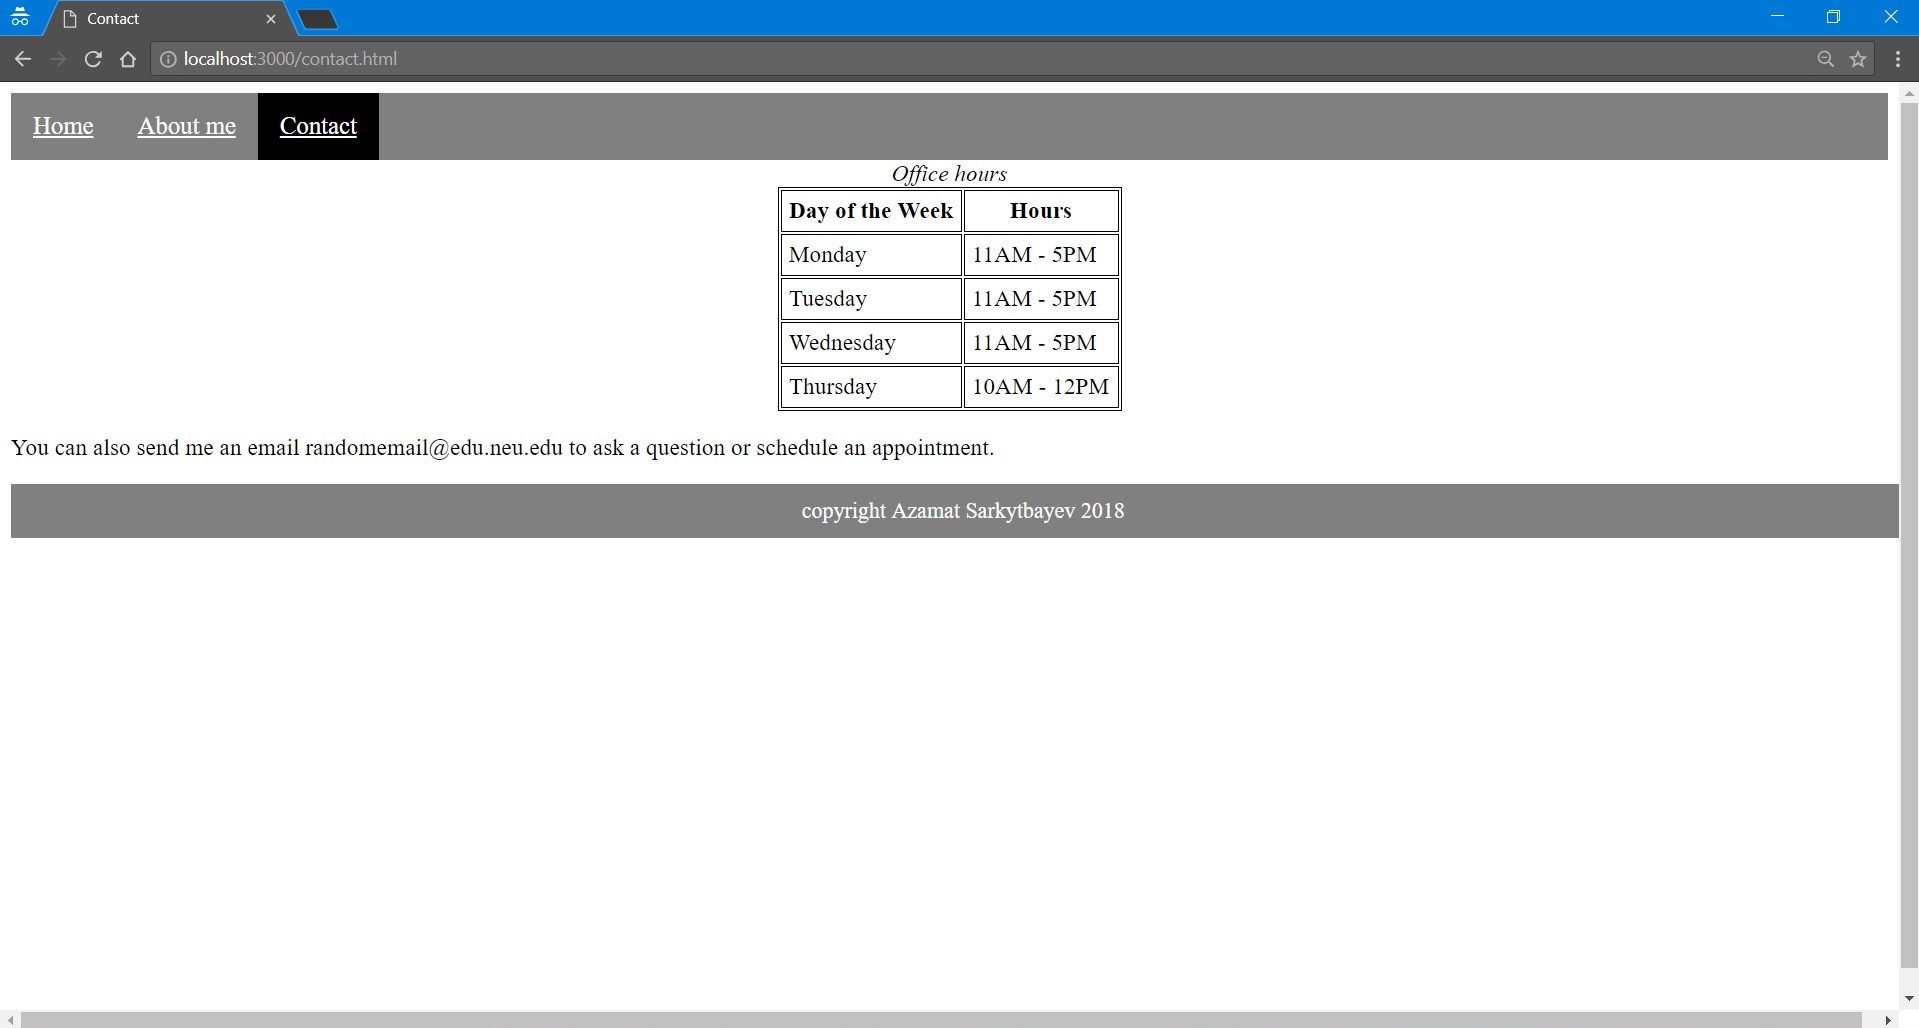 Contact
localhost:3000/contact.html
Home About me Contact
Office hours
Day of the Week Hours
Monday 11AM - 5PM
Tuesday 11AM - 5PM
Wednesday 11AM - 5PM
Thursday 10AM - 12PM
You can also send me an email randomemail@edu.neu.edu to ask a question or schedule an appointment.
copyright Azamat Sarkytbayev 2018